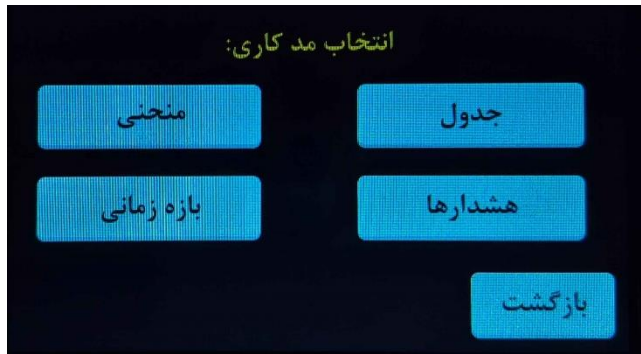 انتخاب مد کاری:
جدول
منحنی
هشدارها
بازه زمانی
بازگشت